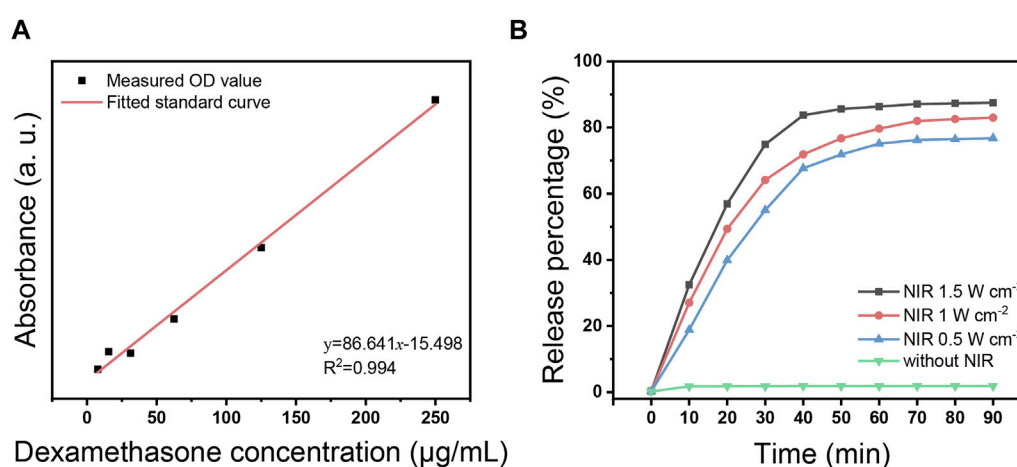 A
Measured OD value
Fitted standard curve
Absorbance (a. u.)
y=86.641x-15.498
R²=0.994
0 50 100 150 200 250
Dexamethasone concentration (µg/mL)
B
Release percentage (%)
100
80
60
40
20
0
NIR 1.5 W cm⁻
NIR 1 W cm⁻²
NIR 0.5 W cm⁻
without NIR
0 10 20 30 40 50 60 70 80 90
Time (min)